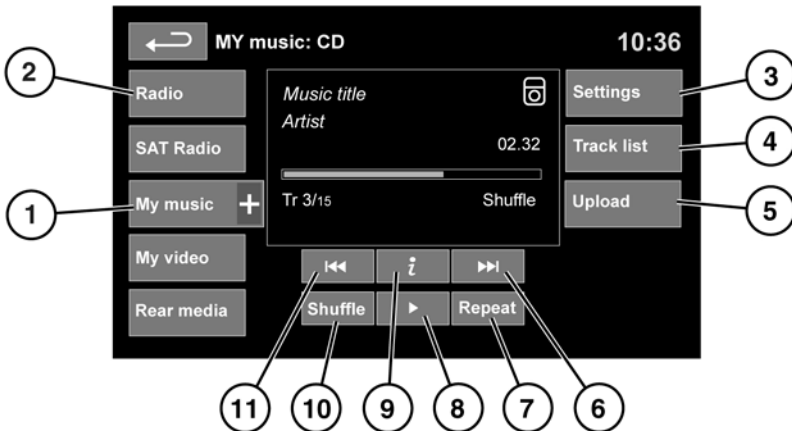 MY music: CD
10:36
2
Radio
SAT Radio
1
My music +
My video
Rear media
Music title
Artist
02.32
Tr 3/15
Shuffle
Settings
3
Track list
4
Upload
5
i
Shuffle
Repeat
11
10
9
8
7
6